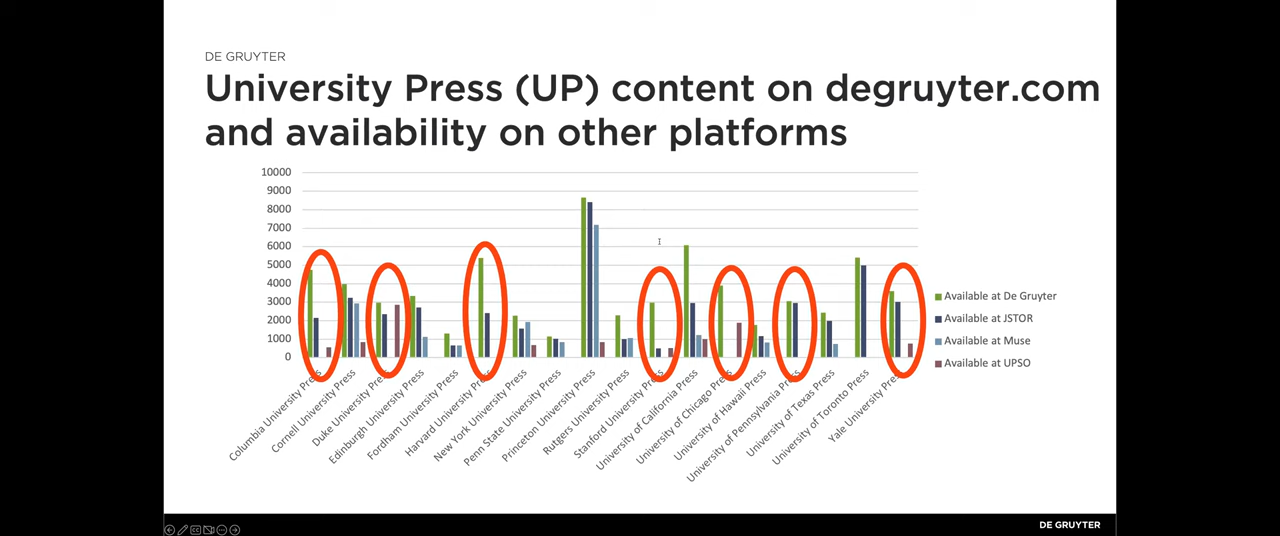 DE GRUYTER
University Press (UP) content on degruyter.com
and availability on other platforms
10000
9000
8000
7000
6000
5000
4000
3000
2000
1000
0
Columbia University Press
Cornell University Press
Duke University Press
Edinburgh University Press
Fordham University Press
Harvard University Press
New York University Press
Penn State University Press
Princeton University Press
Rutgers University Press
Stanford University Press
University of California Press
University of Chicago Press
University of Hawaii Press
University of Pennsylvania Press
University of Texas Press
University of Toronto Press
Yale University Press
Available at De Gruyter
Available at JSTOR
Available at Muse
Available at UPSO
DE GRUYTER